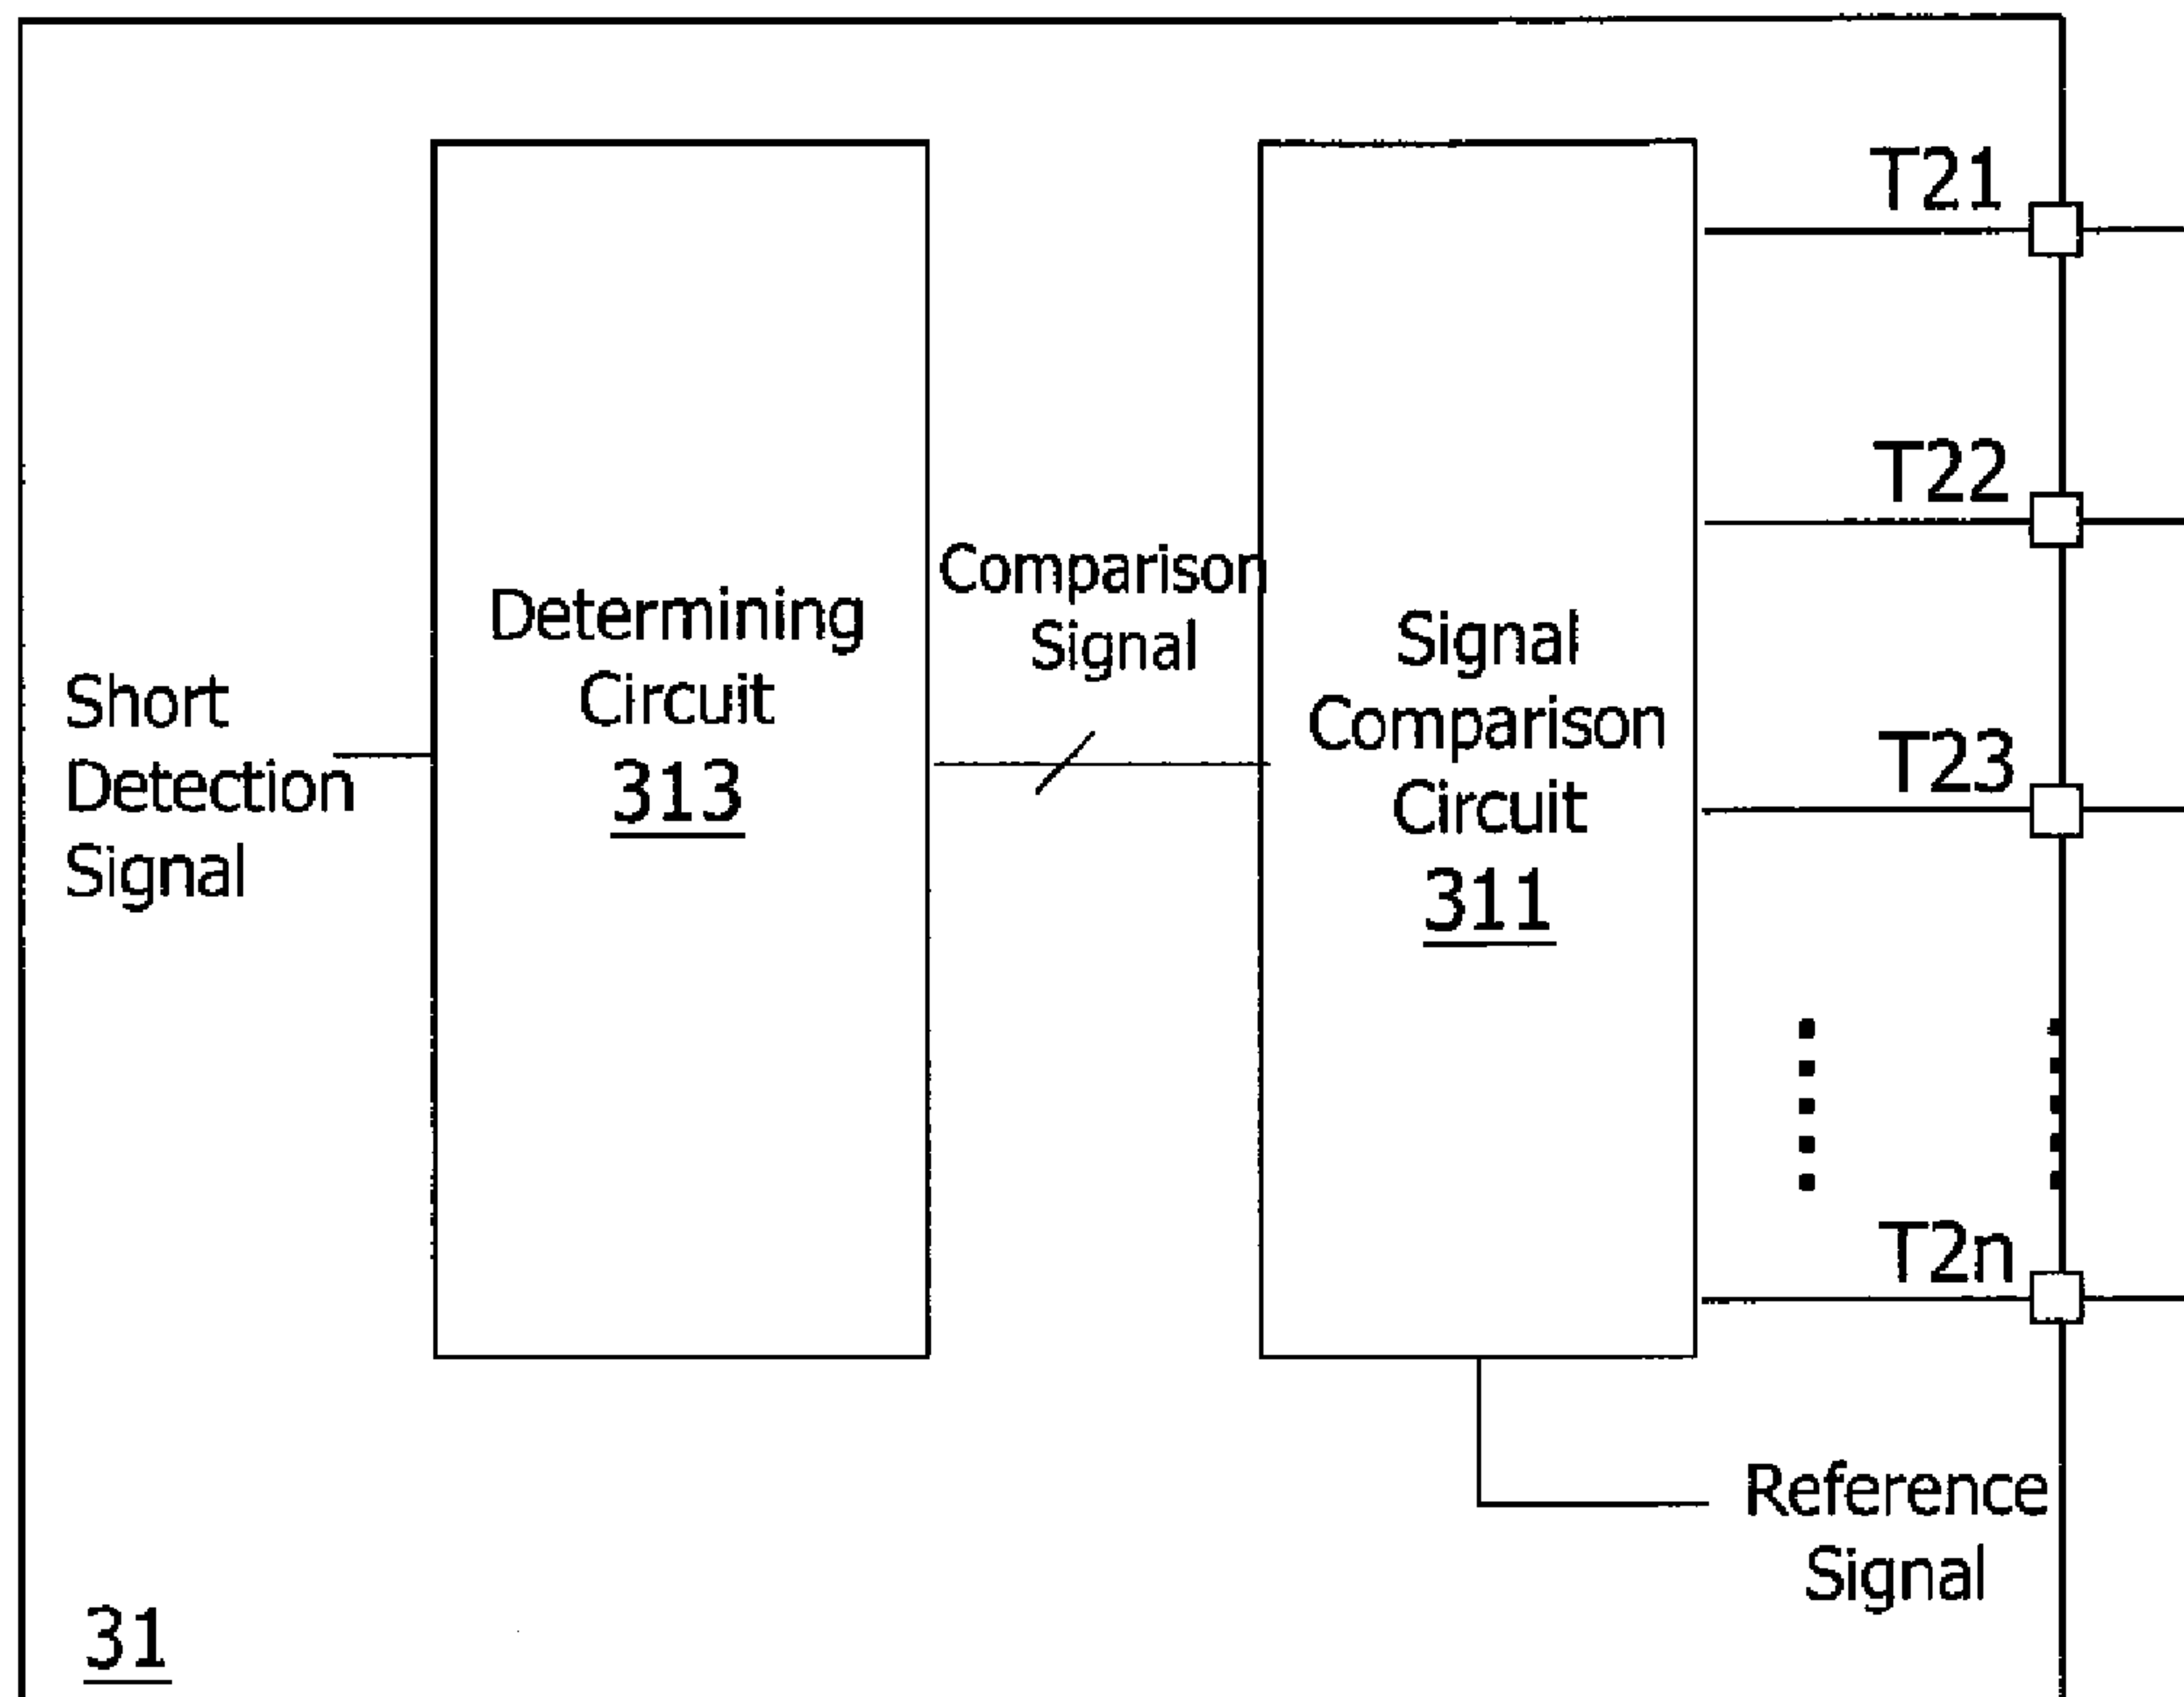 Short
Detection
Signal
Determining
Circuit
313
Comparison
Signal
Signal
Comparison
Circuit
311
T21
T22
T23
T2n
Reference
Signal
31